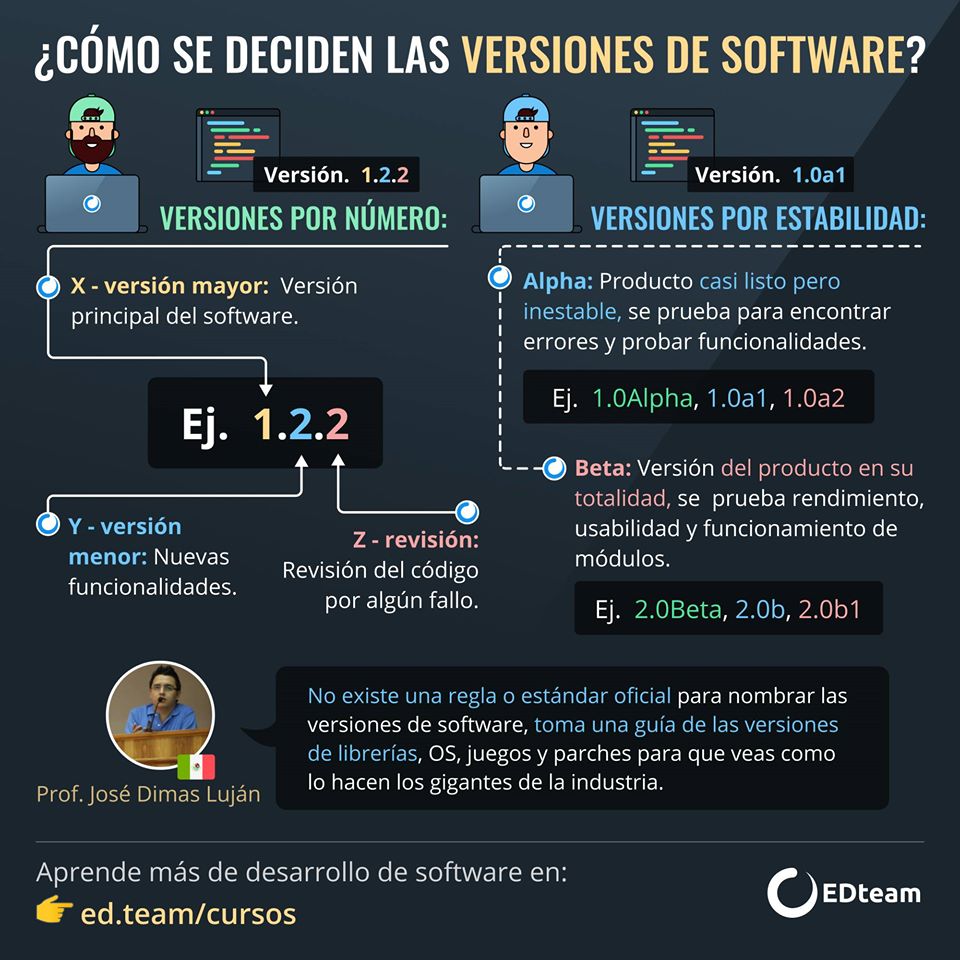 ¿CÓMO SE DECIDEN LAS VERSIONES DE SOFTWARE?
Versión. 1.2.2
VERSIONES POR NÚMERO:
X - versión mayor: Versión
principal del software.
Ej. 1.2.2
Y - versión
menor: Nuevas
funcionalidades.
Z - revisión:
Revisión del código
por algún fallo.
Versión. 1.0a1
VERSIONES POR ESTABILIDAD:
Alpha: Producto casi listo pero
inestable, se prueba para encontrar
errores y probar funcionalidades.
Ej. 1.0Alpha, 1.0a1, 1.0a2
Beta: Versión del producto en su
totalidad, se prueba rendimiento,
usabilidad y funcionamiento de
módulos.
Ej. 2.0Beta, 2.0b, 2.0b1
Prof. José Dimas Luján
No existe una regla o estándar oficial para nombrar las
versiones de software, toma una guía de las versiones
de librerías, OS, juegos y parches para que veas como
lo hacen los gigantes de la industria.
Aprende más de desarrollo de software en:
ed.team/cursos
EDteam